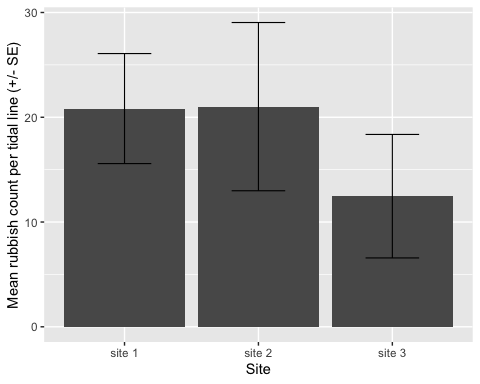 Mean rubbish count per tidal line (+/- SE)
30
20
10
0
site 1 site 2 site 3
Site